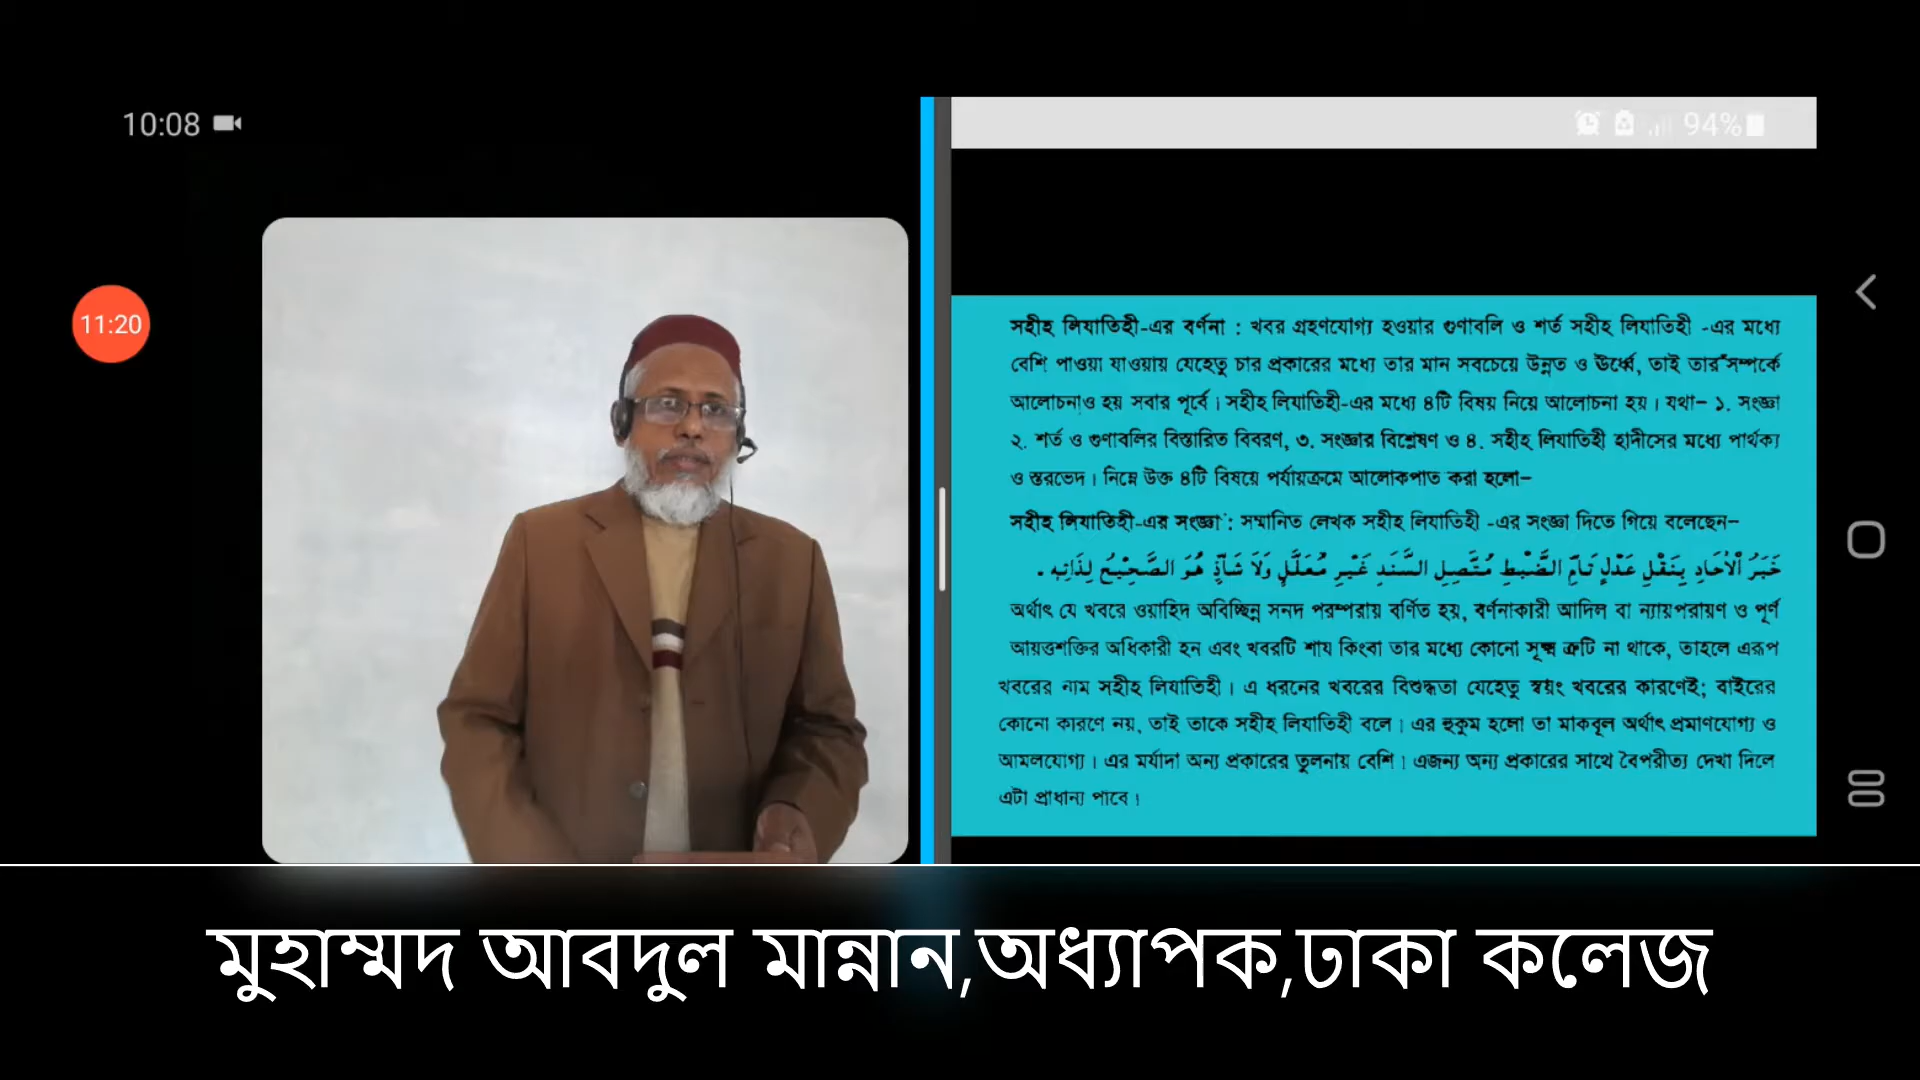 10:08
94%
11:20
সহীহ লিযাতিহী-এর বর্ণনা : খবর গ্রহণযোগ্য হওয়ার গুণাবলি ও শর্ত সহীহ লিযাতিহী -এর মধ্যে
বেশি পাওয়া যাওয়ায় যেহেতু চার প্রকারের মধ্যে তার মান সবচেয়ে উন্নত ও ঊর্ধ্বে, তাই তার সম্পর্কে
আলোচনাও হয় সবার পূর্বে। সহীহ লিযাতিহী-এর মধ্যে ৪টি বিষয় নিয়ে আলোচনা হয়। যথা– ১. সংজ্ঞা
২. শর্ত ও গুণাবলির বিস্তারিত বিবরণ, ৩. সংজ্ঞার বিশ্লেষণ ও ৪. সহীহ লিযাতিহী হাদীসের মধ্যে পার্থক্য
ও স্তরভেদ। নিম্নে উক্ত ৪টি বিষয়ে পর্যায়ক্রমে আলোকপাত করা হলো–
সহীহ লিযাতিহী-এর সংজ্ঞা : সম্মানিত লেখক সহীহ লিযাতিহী -এর সংজ্ঞা দিতে গিয়ে বলেছেন–
خَبَرُ الْاٰحَادِ بِنَقْلِ عَدْلٍ تَامِّ الضَّبْطِ مُتَّصِلِ السَّنَدِ غَيْرِ مُعَلَّلٍ وَلَا شَاذٍّ هُوَ الصَّحِيْحُ لِذَاتِهٖ ۔
অর্থাৎ যে খবরে ওয়াহিদ অবিচ্ছিন্ন সনদ পরম্পরায় বর্ণিত হয়, বর্ণনাকারী আদিল বা ন্যায়পরায়ণ ও পূর্ণ
আয়ত্তশক্তির অধিকারী হন এবং খবরটি শায কিংবা তার মধ্যে কোনো সূক্ষ্ম ত্রুটি না থাকে, তাহলে এরূপ
খবরের নাম সহীহ লিযাতিহী। এ ধরনের খবরের বিশুদ্ধতা যেহেতু স্বয়ং খবরের কারণেই; বাইরের
কোনো কারণে নয়, তাই তাকে সহীহ লিযাতিহী বলে। এর হুকুম হলো তা মাকবূল অর্থাৎ প্রমাণযোগ্য ও
আমলযোগ্য। এর মর্যাদা অন্য প্রকারের তুলনায় বেশি। এজন্য অন্য প্রকারের সাথে বৈপরীত্য দেখা দিলে
এটা প্রাধান্য পাবে।
মুহাম্মদ আবদুল মান্নান,অধ্যাপক,ঢাকা কলেজ